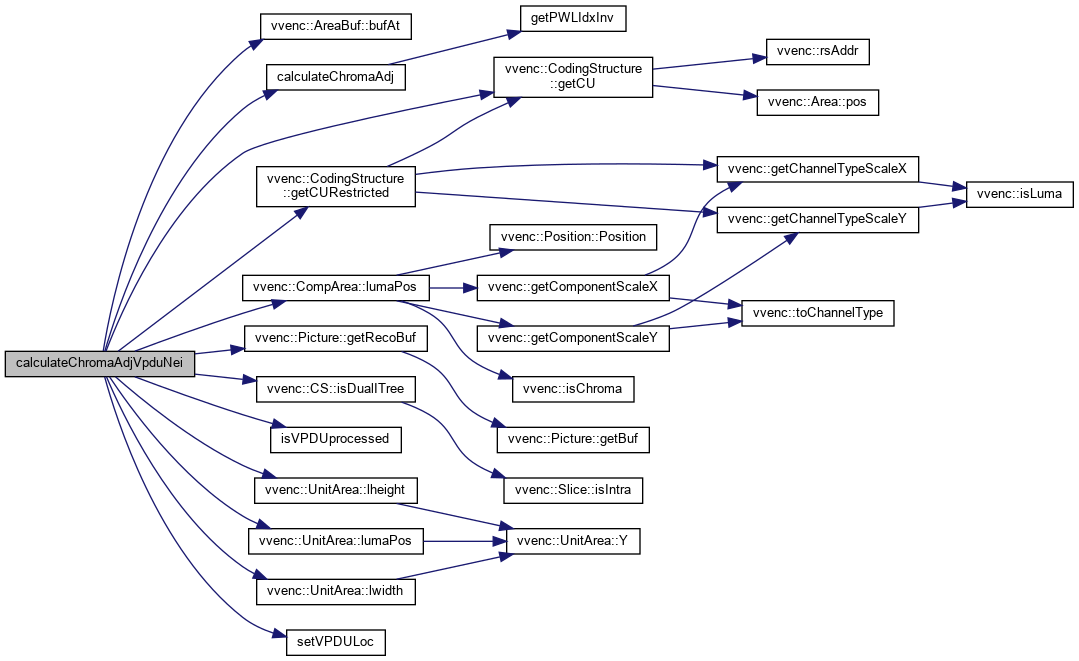 calculateChromaAdjVpduNei
vvenc::AreaBuf::bufAt
calculateChromaAdj
getPWLIdxInv
vvenc::CodingStructure
::getCU
vvenc::rsAddr
vvenc::Area::pos
vvenc::CodingStructure
::getCURestricted
vvenc::getChannelTypeScaleX
vvenc::getChannelTypeScaleY
vvenc::isLuma
vvenc::CompArea::lumaPos
vvenc::Position::Position
vvenc::getComponentScaleX
vvenc::getComponentScaleY
vvenc::toChannelType
vvenc::isChroma
vvenc::Picture::getRecoBuf
vvenc::Picture::getBuf
vvenc::CS::isDualITree
vvenc::Slice::isIntra
isVPDUprocessed
vvenc::UnitArea::lheight
vvenc::UnitArea::lumaPos
vvenc::UnitArea::lwidth
vvenc::UnitArea::Y
setVPDULoc